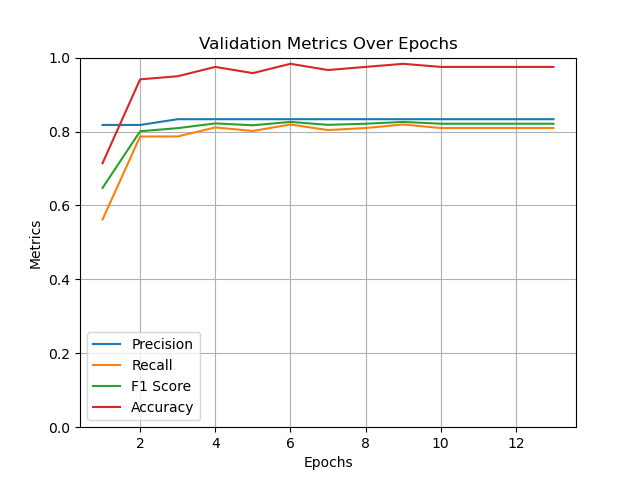 Validation Metrics Over Epochs
1.0
0.8
0.6
0.4
0.2
0.0
Metrics
Precision
Recall
F1 Score
Accuracy
2 4 6 8 10 12
Epochs